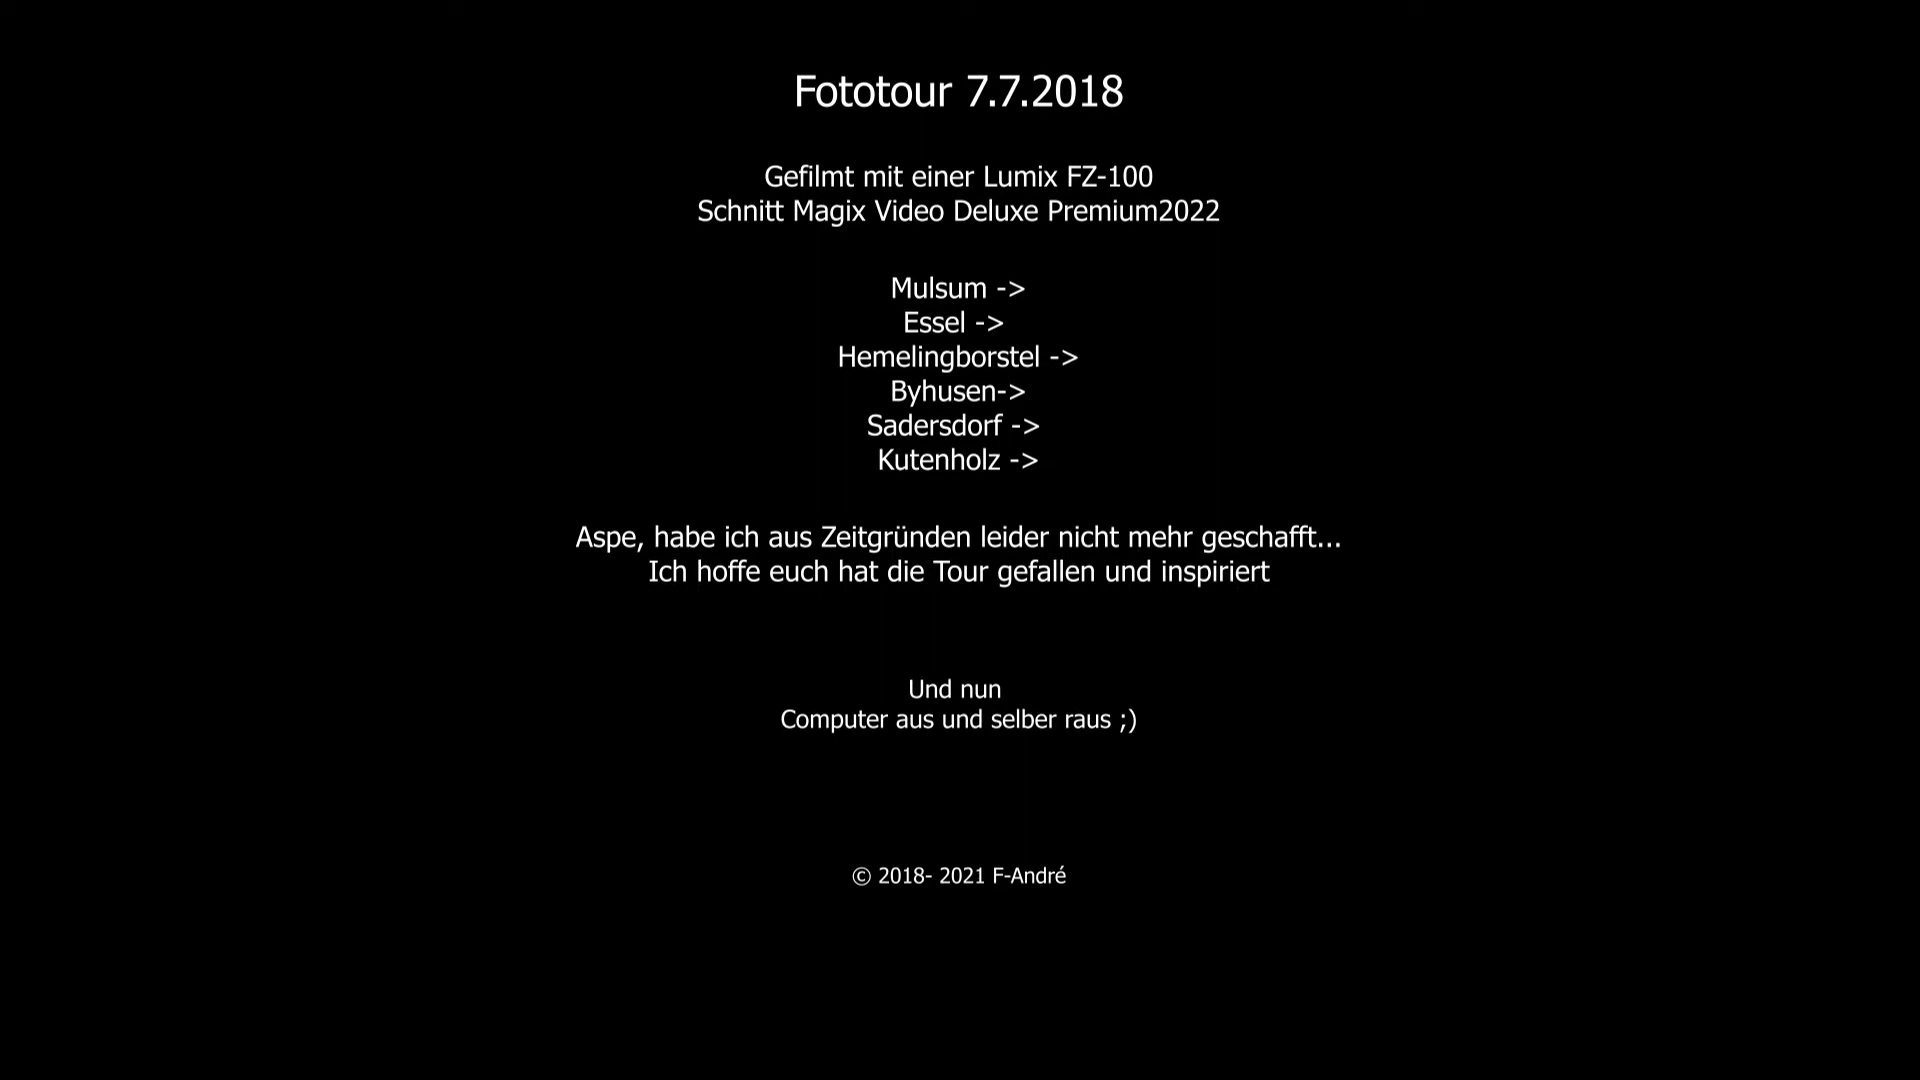 Fototour 7.7.2018
Gefilmt mit einer Lumix FZ-100
Schnitt Magix Video Deluxe Premium2022
Mulsum ->
Essel ->
Hemelingborstel ->
Byhusen->
Sadersdorf ->
Kutenholz ->
Aspe, habe ich aus Zeitgründen leider nicht mehr geschafft...
Ich hoffe euch hat die Tour gefallen und inspiriert
Und nun
Computer aus und selber raus ;)
© 2018- 2021 F-André